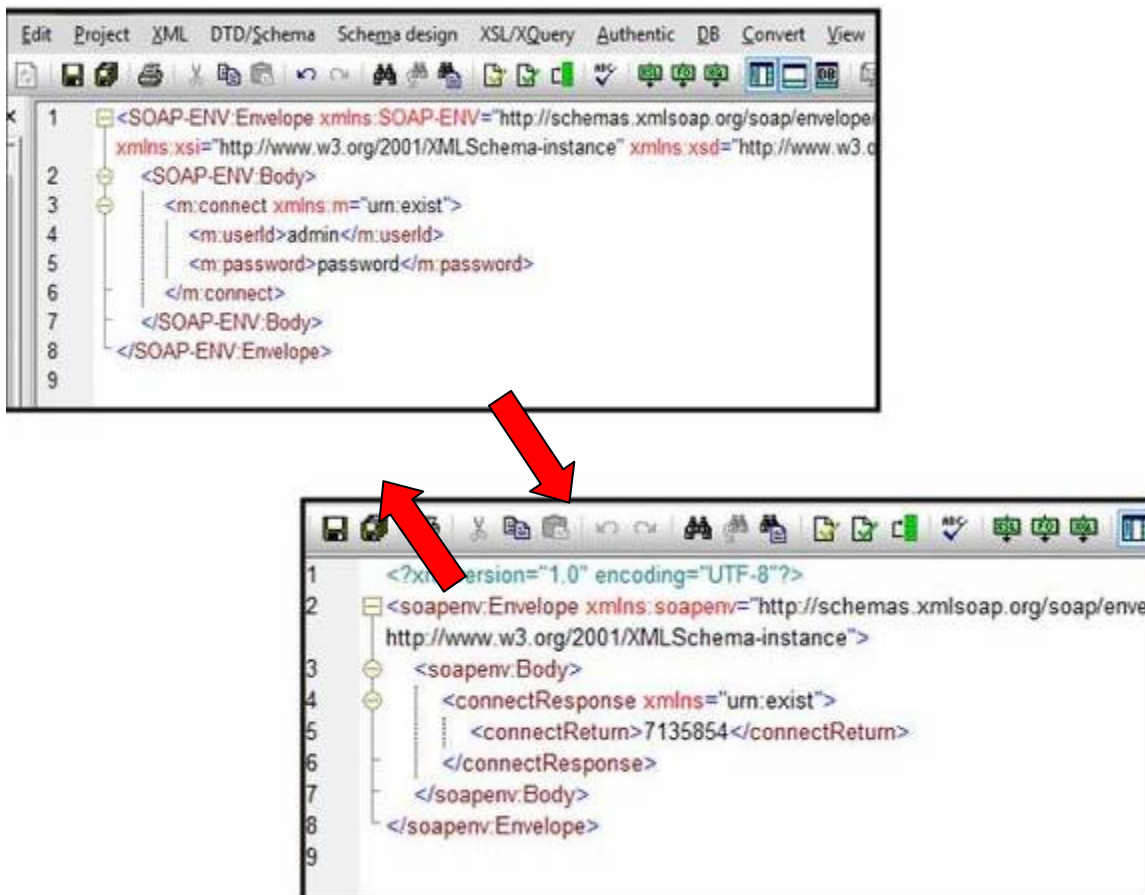 Edit Project XML DTD/Schema Schema design XSL/XQuery Authentic DB Convert View
1 <SOAP-ENV:Envelope xmlns:SOAP-ENV="http://schemas.xmlsoap.org/soap/envelope/
xmlns:xsi="http://www.w3.org/2001/XMLSchema-instance" xmlns:xsd="http://www.w3.o
2 <SOAP-ENV:Body>
3 <m:connect xmlns:m="urn:exist">
4 <m:userId>admin</m:userId>
5 <m:password>password</m:password>
6 </m:connect>
7 </SOAP-ENV:Body>
8 </SOAP-ENV:Envelope>
9
1 <?xm ersion="1.0" encoding="UTF-8"?>
2 <soapenv:Envelope xmlns:soapenv="http://schemas.xmlsoap.org/soap/enve
http://www.w3.org/2001/XMLSchema-instance">
3 <soapenv:Body>
4 <connectResponse xmlns="urn:exist">
5 <connectReturn>7135854</connectReturn>
6 </connectResponse>
7 </soapenv:Body>
8 </soapenv:Envelope>
9